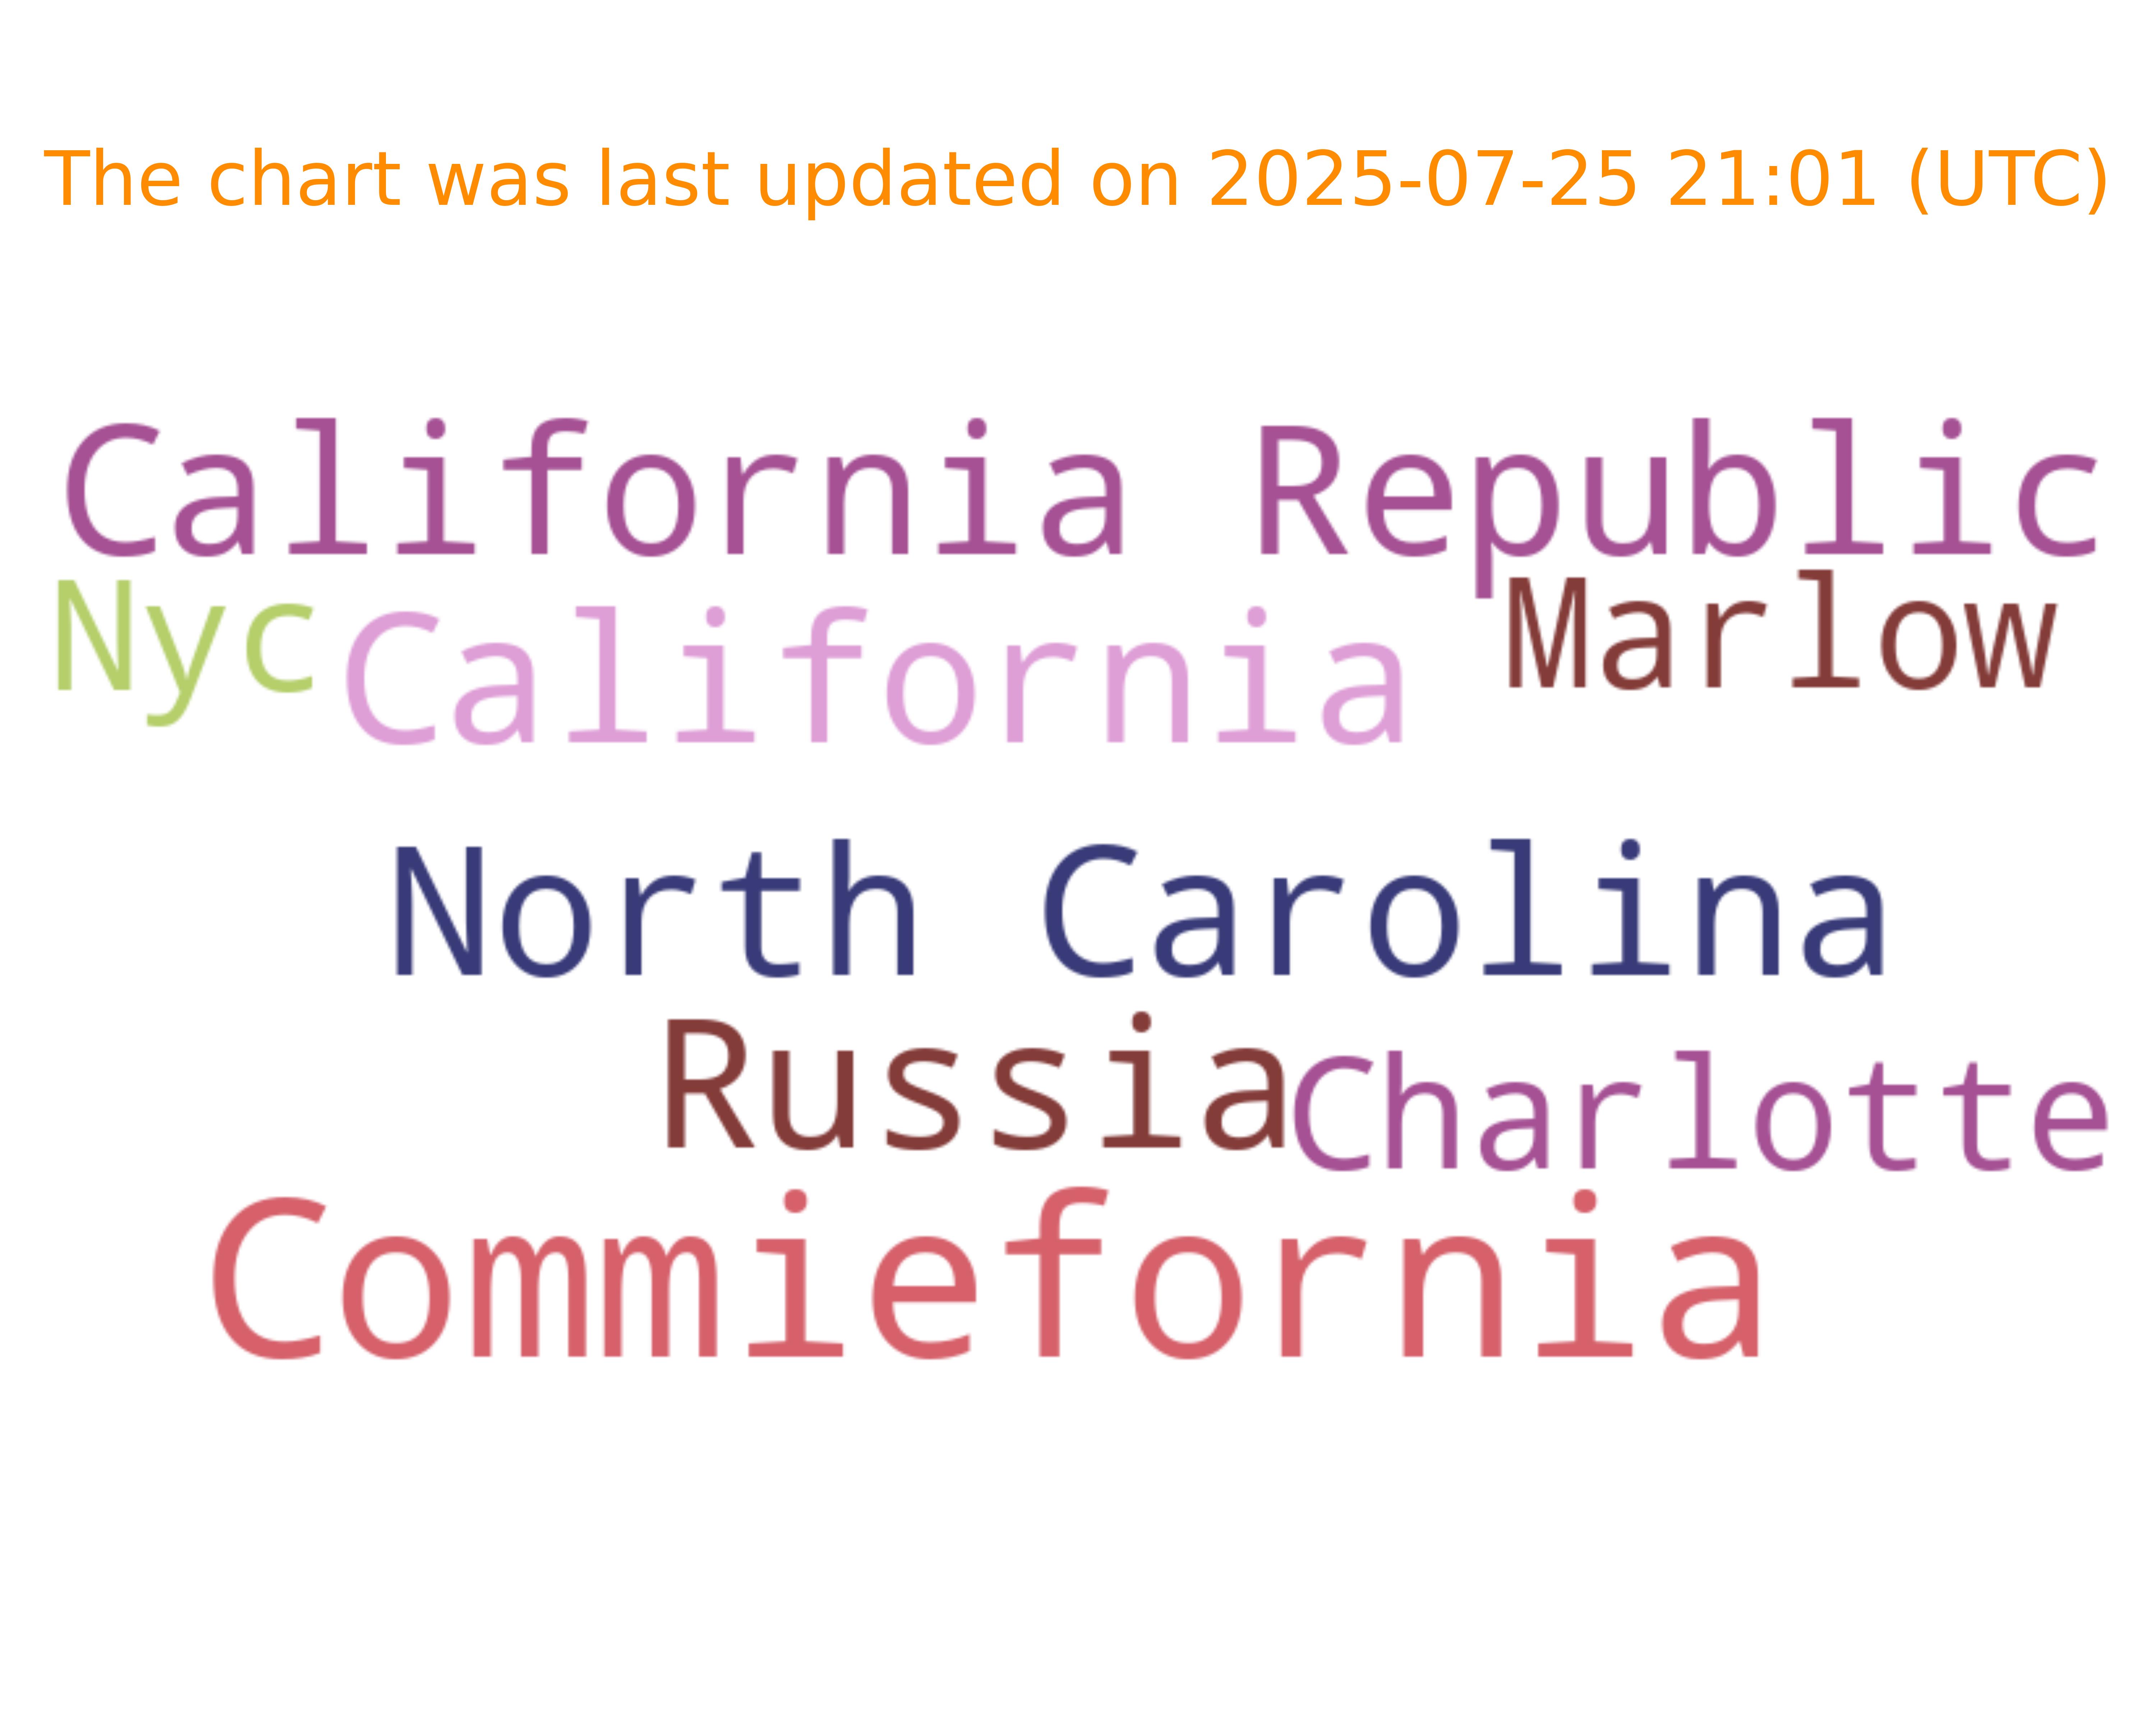 The chart was last updated on 2025-07-25 21:01 (UTC)
California Republic
Nyc California Marlow
North Carolina
Russia Charlotte
Commiefornia